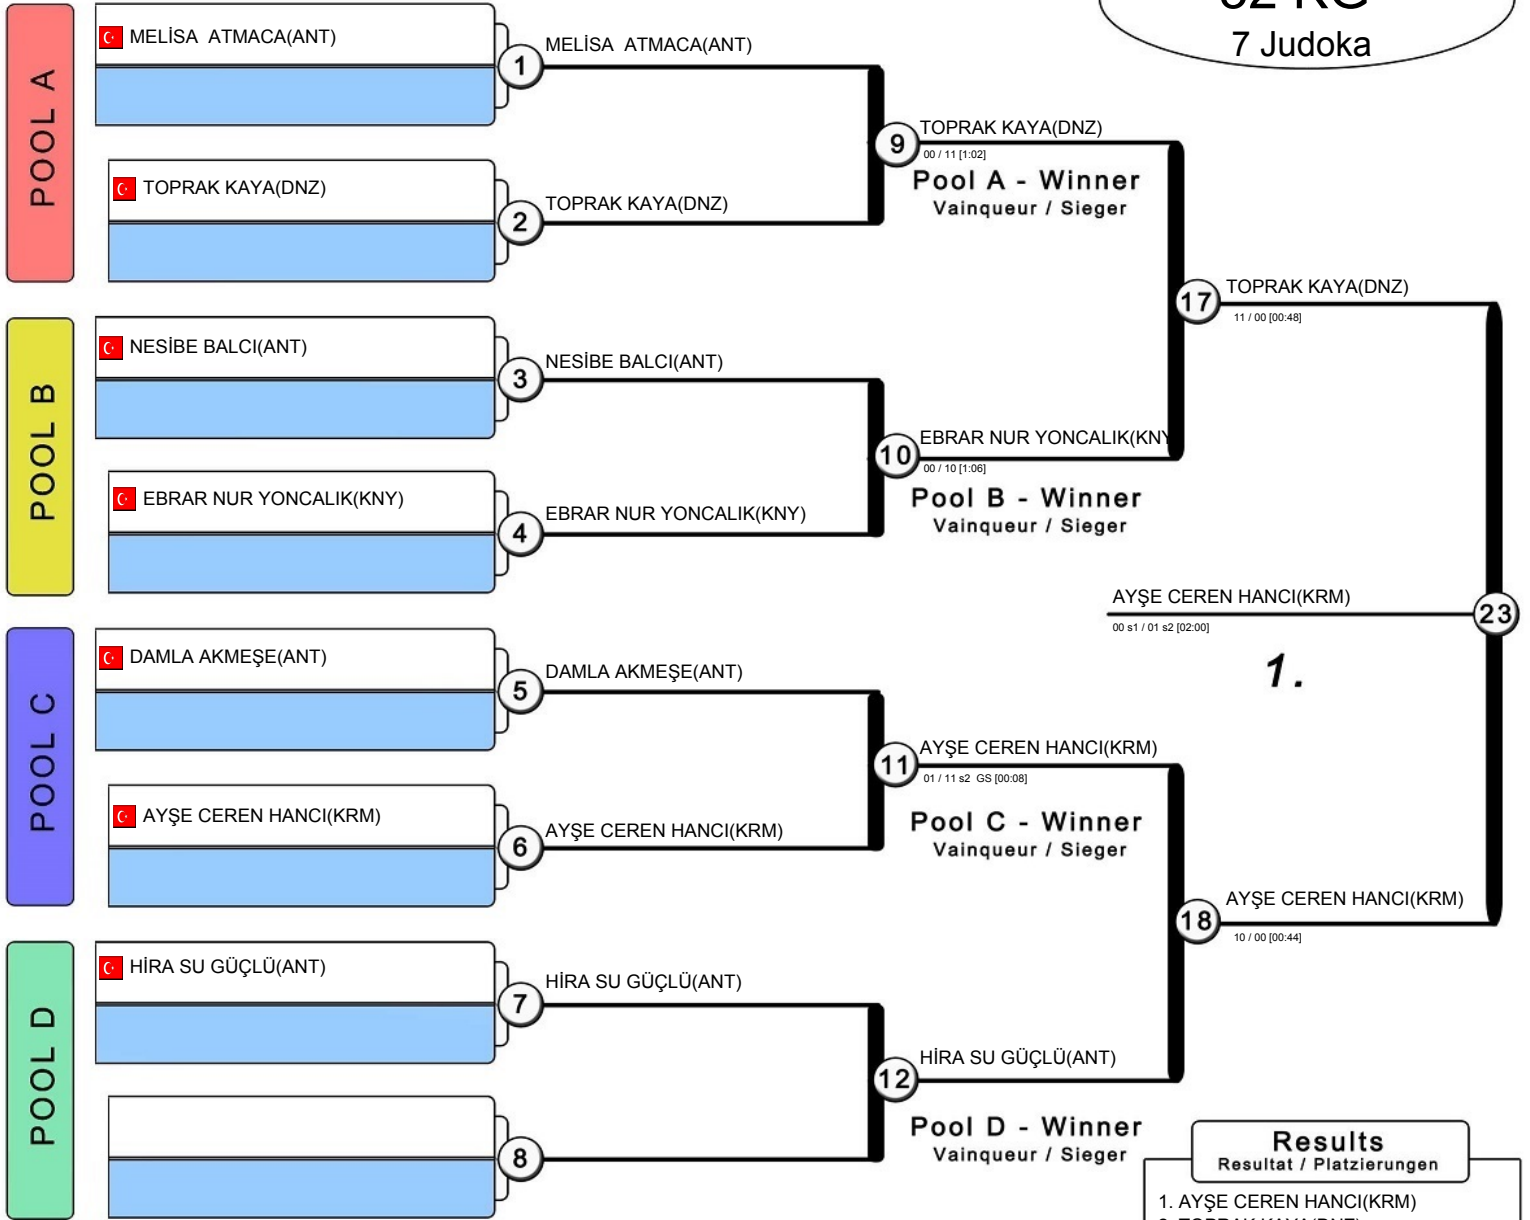 7 Judoka
POOL A
MELİSA ATMACA(ANT)
1
MELİSA ATMACA(ANT)
TOPRAK KAYA(DNZ)
2
TOPRAK KAYA(DNZ)
9
TOPRAK KAYA(DNZ)
00 / 11 [1:02]
Pool A - Winner
Vainqueur / Sieger
POOL B
NESİBE BALCI(ANT)
3
NESİBE BALCI(ANT)
EBRAR NUR YONCALIK(KNY)
4
EBRAR NUR YONCALIK(KNY)
10
EBRAR NUR YONCALIK(KNY
00 / 10 [1:06]
Pool B - Winner
Vainqueur / Sieger
17
TOPRAK KAYA(DNZ)
11 / 00 [00:48]
AYŞE CEREN HANCI(KRM)
23
00 s1 / 01 s2 [02:00]
1.
POOL C
DAMLA AKMEŞE(ANT)
5
DAMLA AKMEŞE(ANT)
AYŞE CEREN HANCI(KRM)
6
AYŞE CEREN HANCI(KRM)
11
AYŞE CEREN HANCI(KRM)
01 / 11 s2 GS [00:08]
Pool C - Winner
Vainqueur / Sieger
18
AYŞE CEREN HANCI(KRM)
10 / 00 [00:44]
POOL D
HİRA SU GÜÇLÜ(ANT)
7
HİRA SU GÜÇLÜ(ANT)
8
12
HİRA SU GÜÇLÜ(ANT)
Pool D - Winner
Vainqueur / Sieger
Results
Resultat / Platzierungen
1. AYŞE CEREN HANCI(KRM)